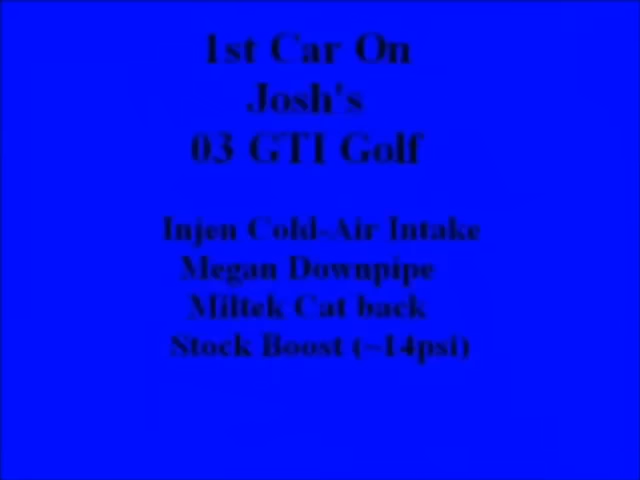 1st Car On
Josh's
03 GTI Golf
Injen Cold-Air Intake
Megan Downpipe
Miltek Cat back
Stock Boost (~14psi)